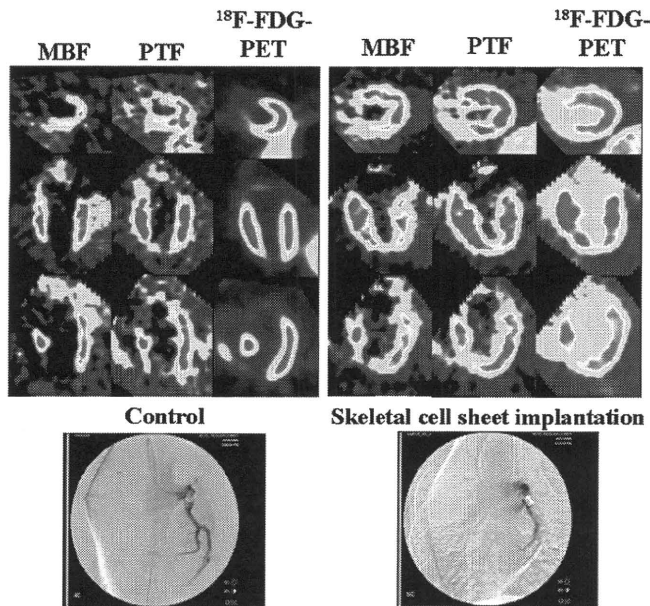 MBF PTF ¹⁸F-FDG-PET
MBF PTF ¹⁸F-FDG-PET
Control
Skeletal cell sheet implantation